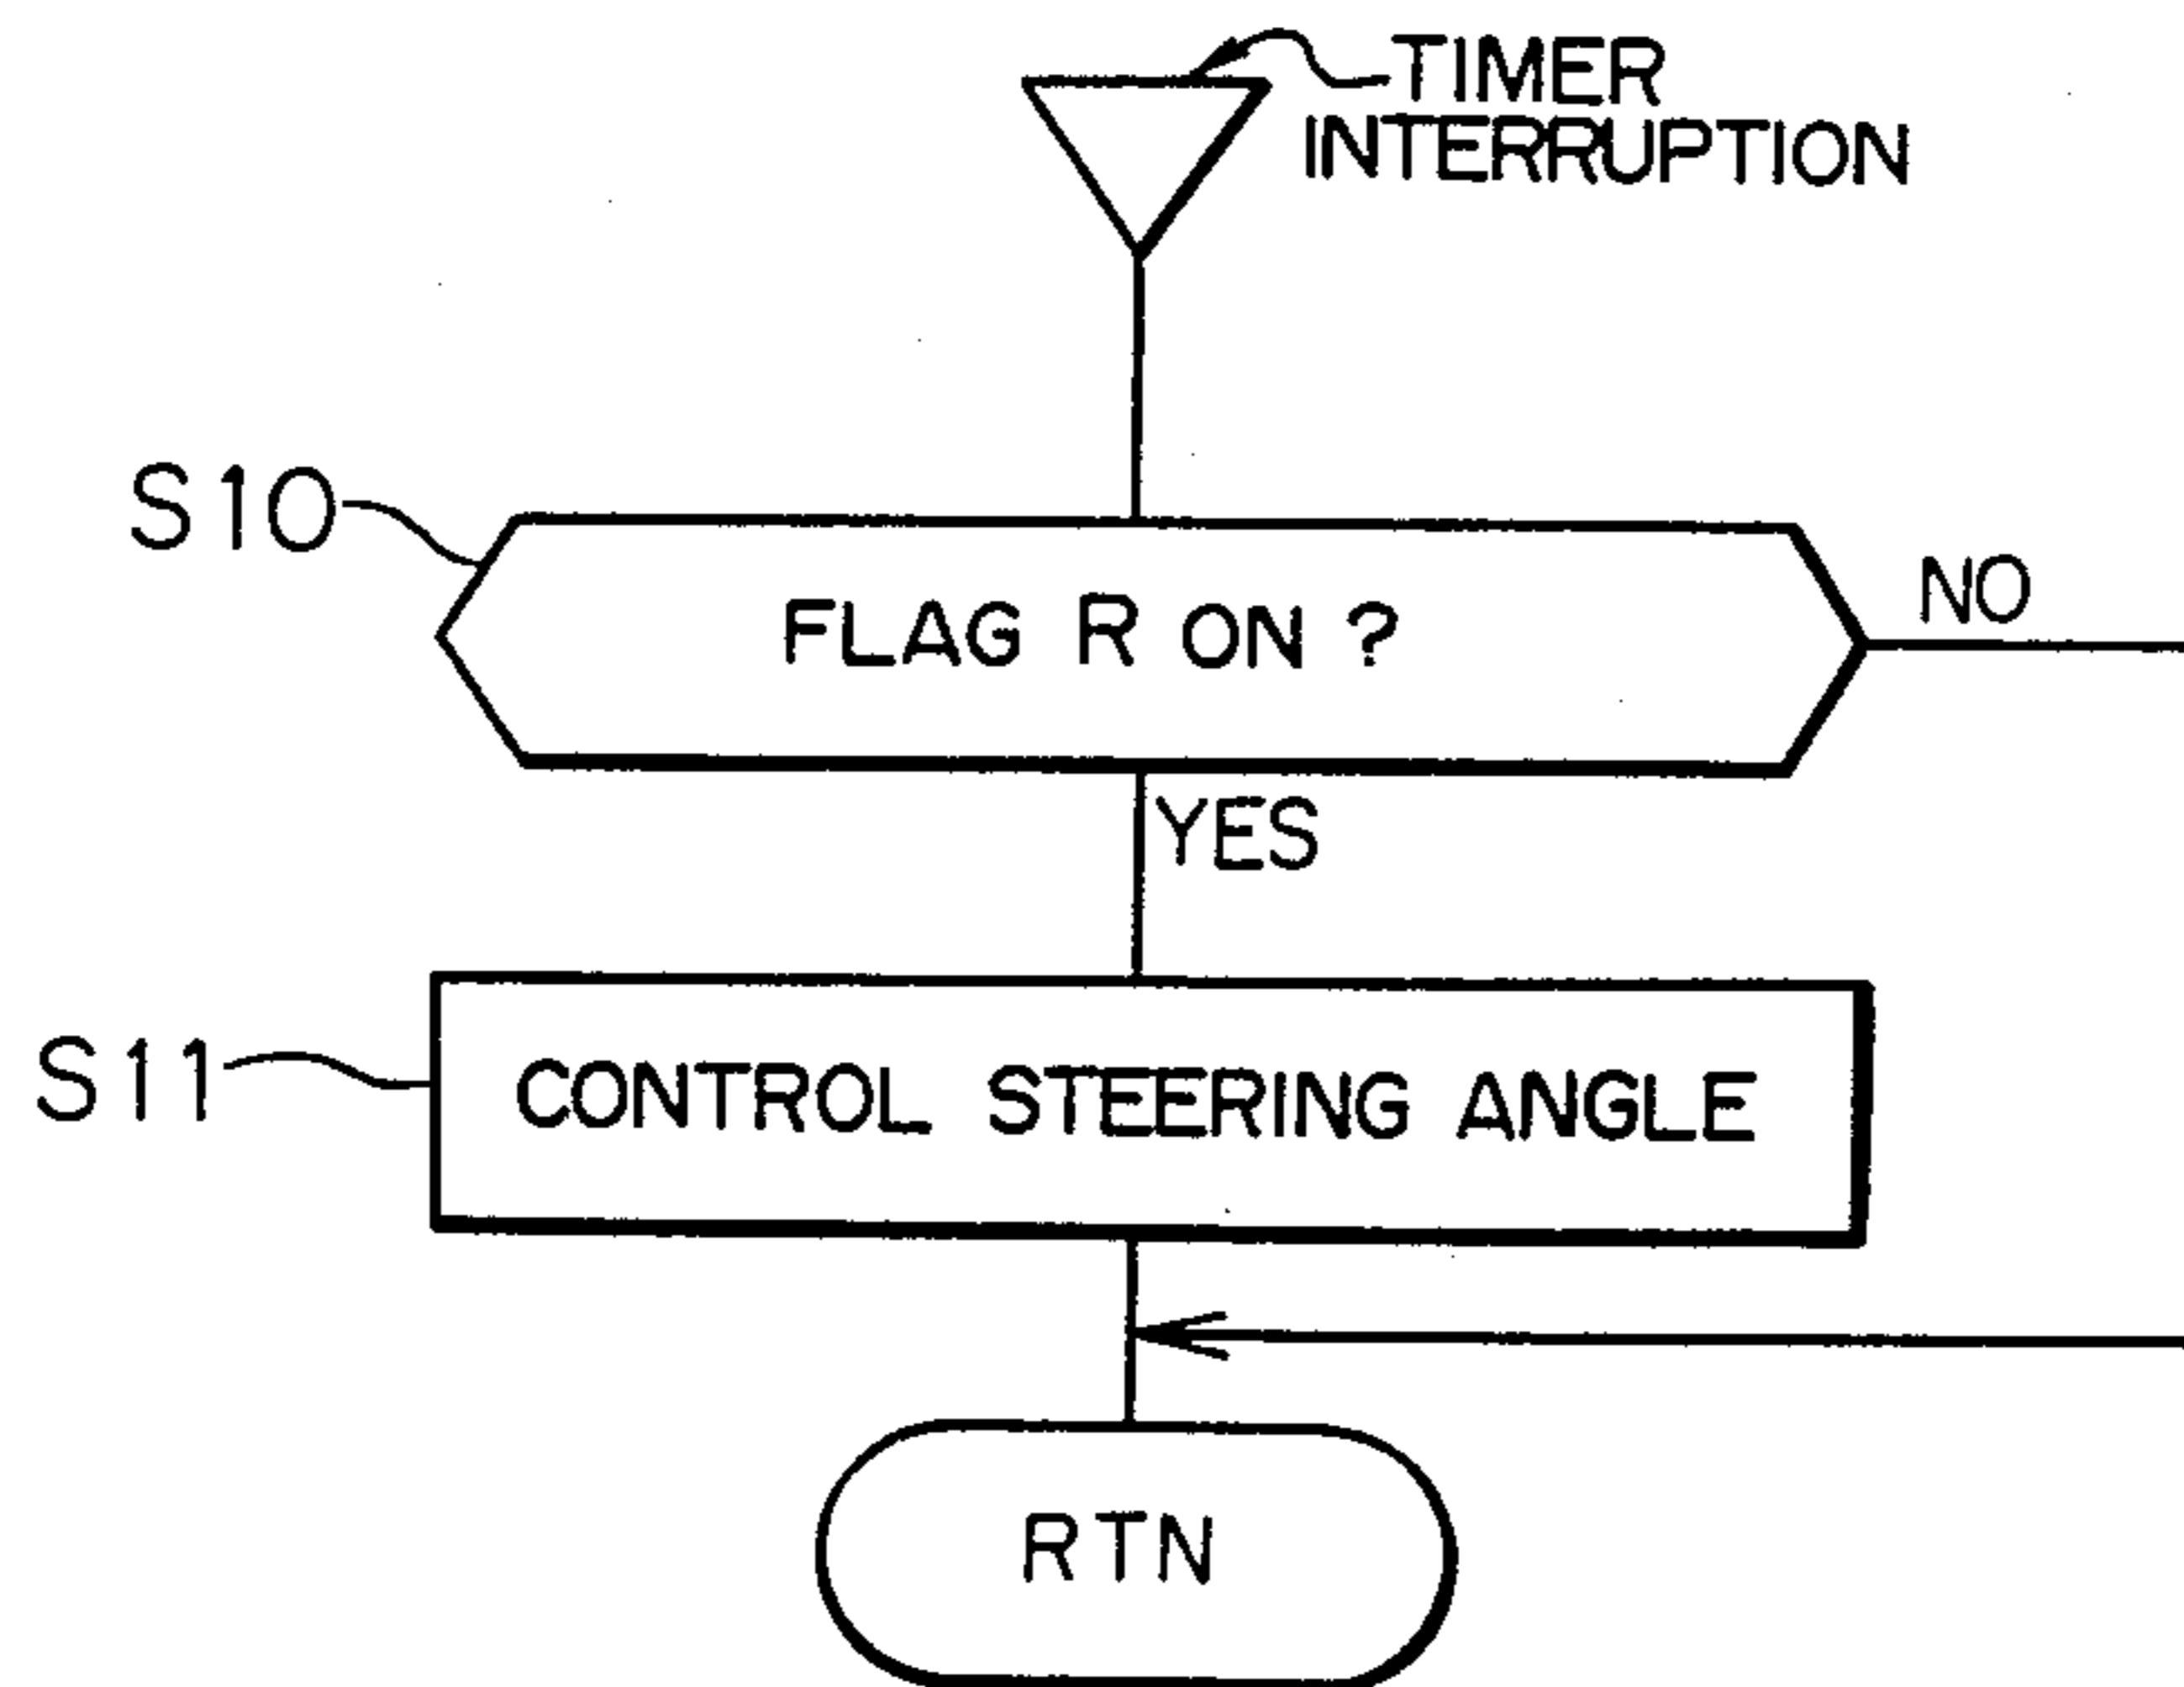 TIMER
INTERRUPTION
S10
FLAG R ON ?
NO
YES
S11
CONTROL STEERING ANGLE
RTN